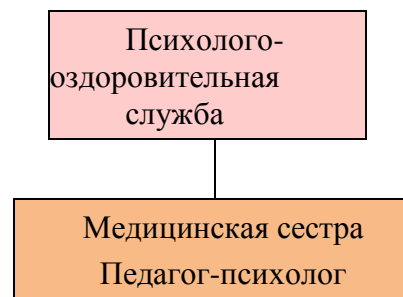 Психолого-
оздоровительная
служба
Медицинская сестра
Педагог-психолог